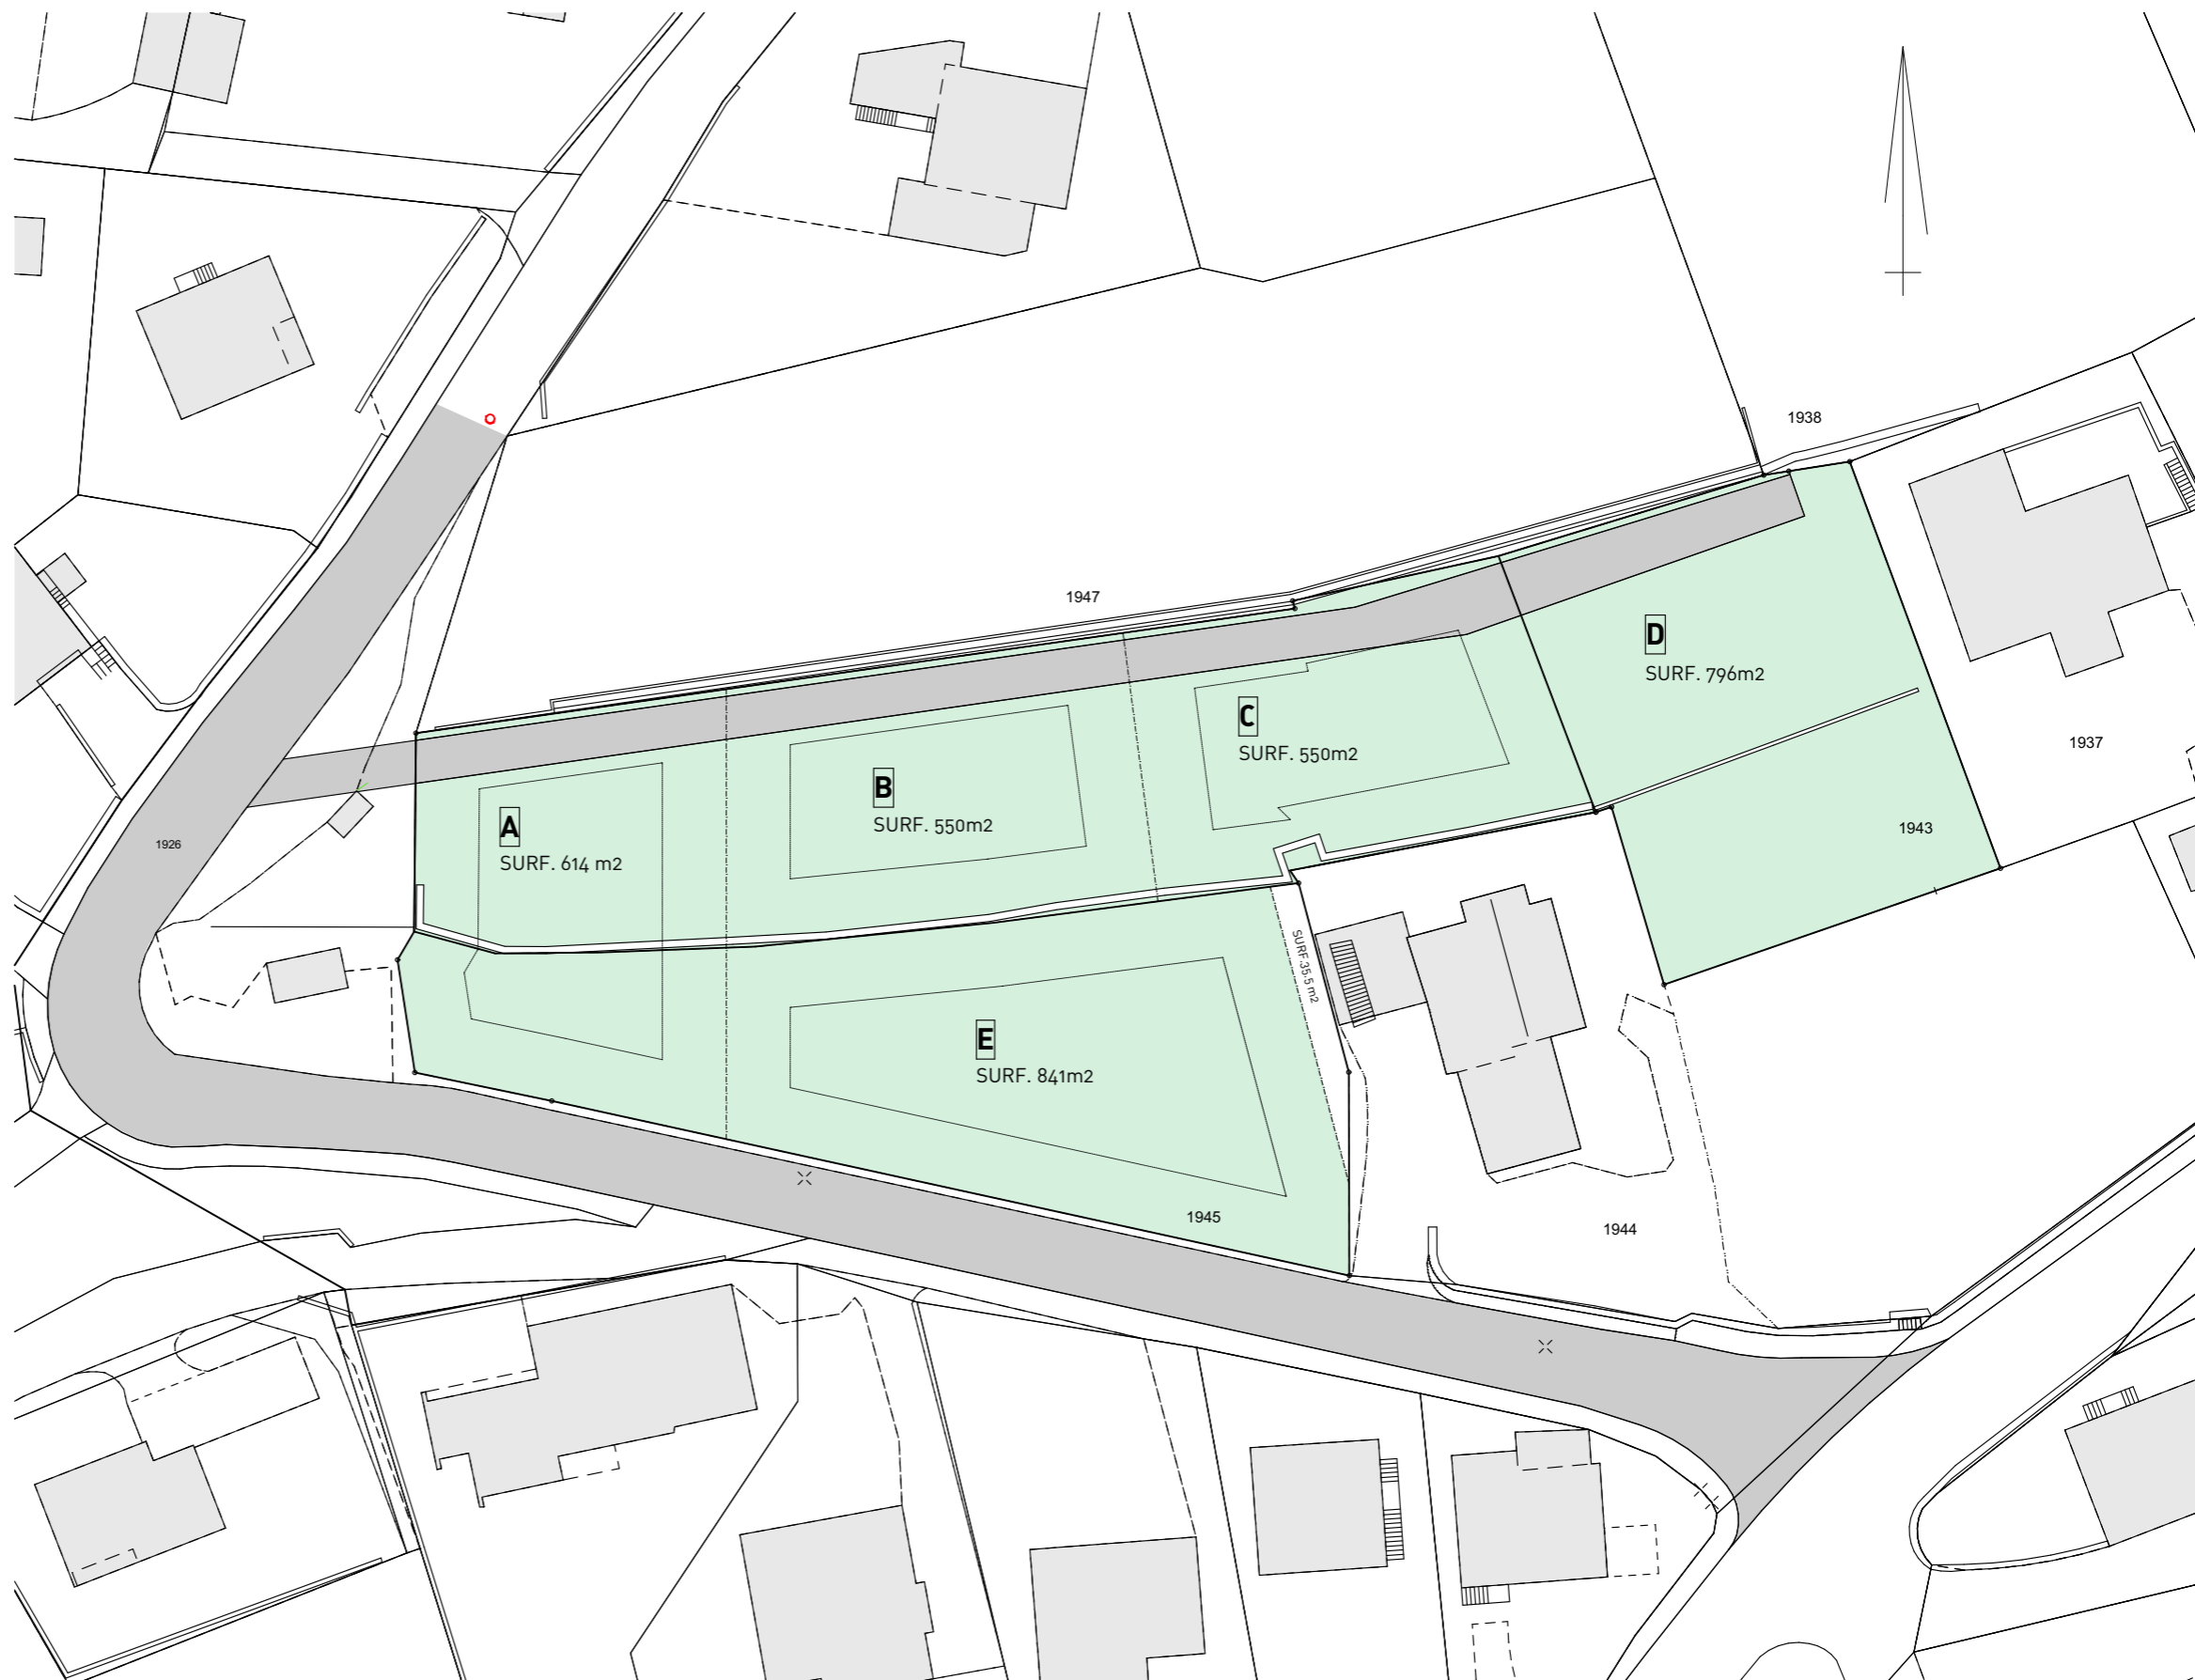 1938
1947
D
SURF. 796m2
C
SURF. 550m2
1937
B
SURF. 550m2
A
SURF. 614 m2
1943
1926
SURF.35.5 m2
E
SURF. 841m2
1945
1944